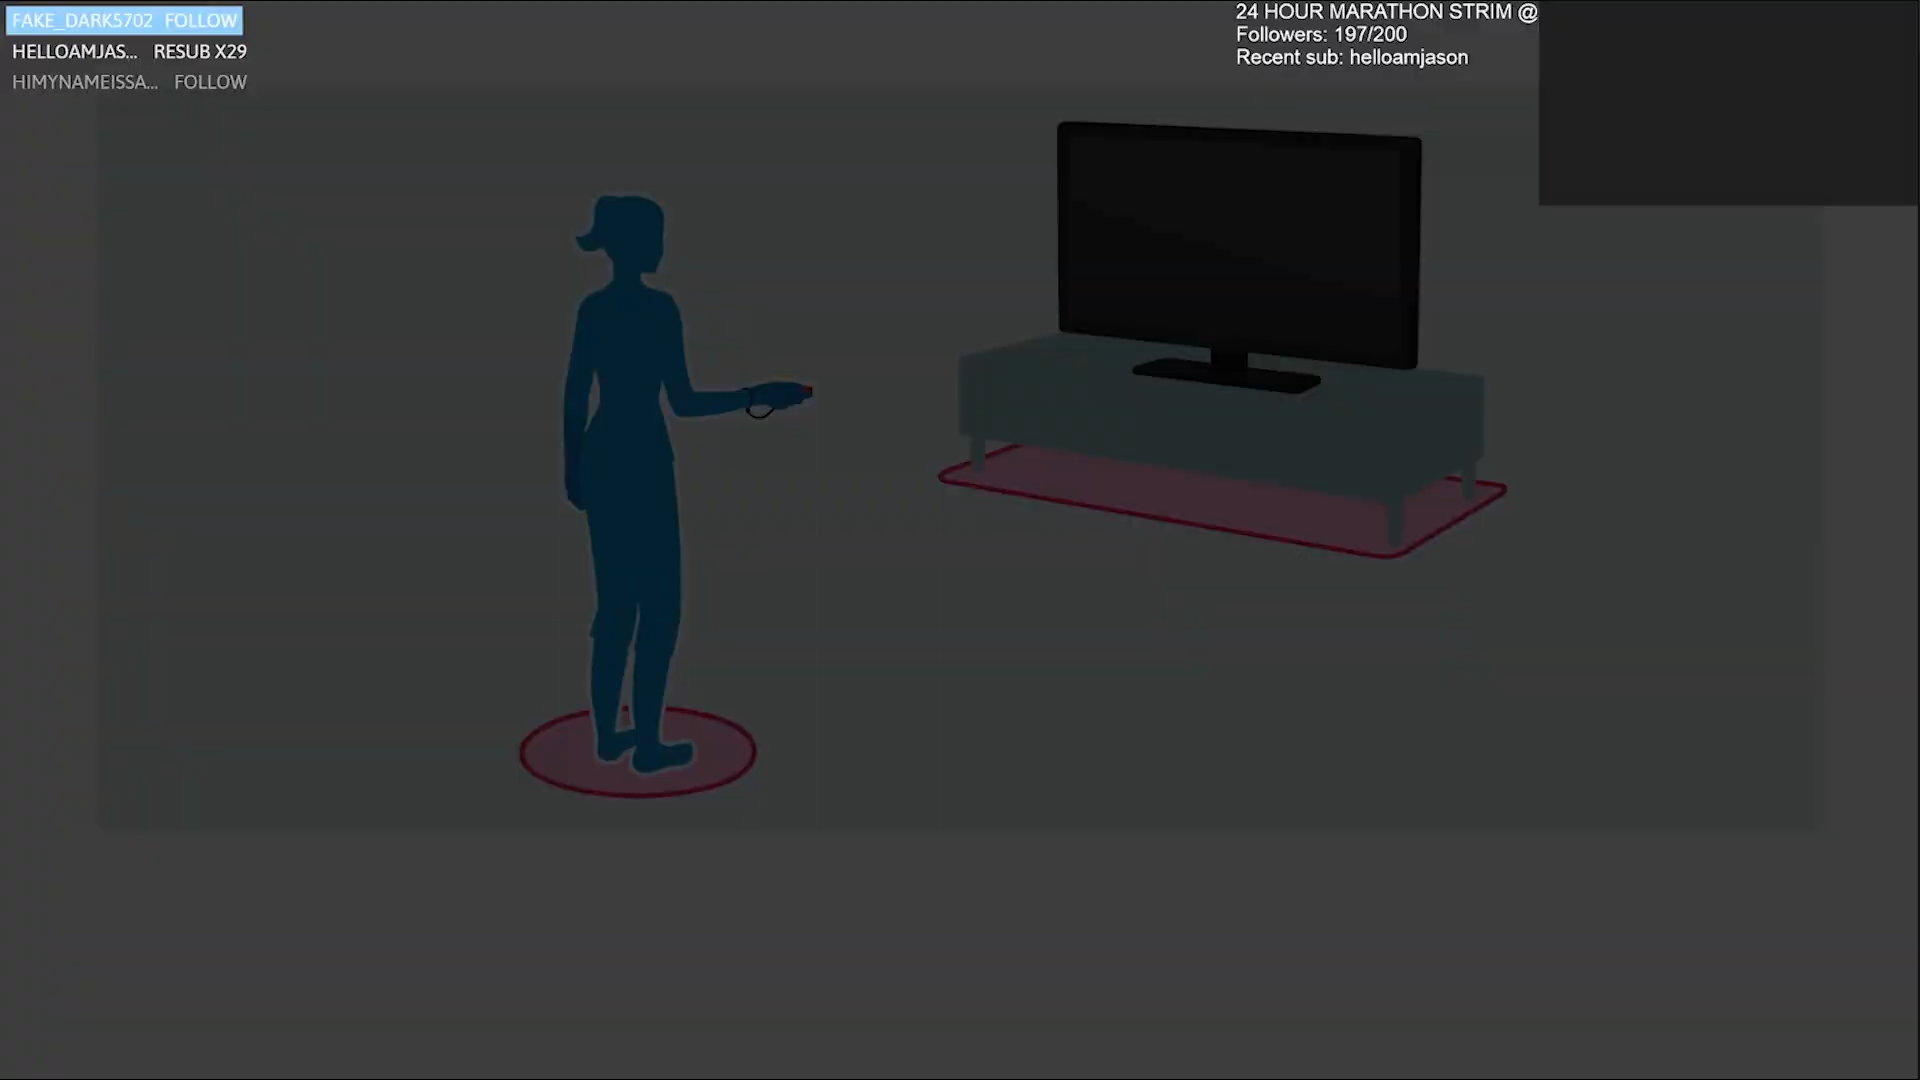 FAKE_DARK5702 FOLLOW
HELLOAMJAS... RESUB X29
HIMYNAMEISSA... FOLLOW
24 HOUR MARATHON STRIM @
Followers: 197/200
Recent sub: helloamjason